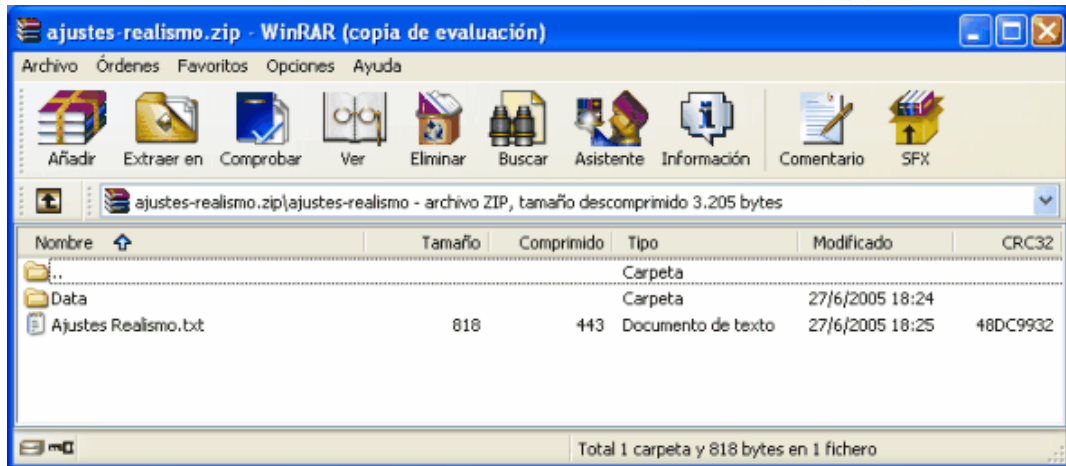 ajustes-realismo.zip - WinRAR (copia de evaluación)
Archivo Órdenes Favoritos Opciones Ayuda
Añadir Extraer en Comprobar Ver Eliminar Buscar Asistente Información Comentario SFX
ajustes-realismo.zip\ajustes-realismo - archivo ZIP, tamaño descomprimido 3.205 bytes
Nombre Tamaño Comprimido Tipo Modificado CRC32
.. Carpeta
Data Carpeta 27/6/2005 18:24
Ajustes Realismo.txt 818 443 Documento de texto 27/6/2005 18:25 48DC9932
Total 1 carpeta y 818 bytes en 1 fichero